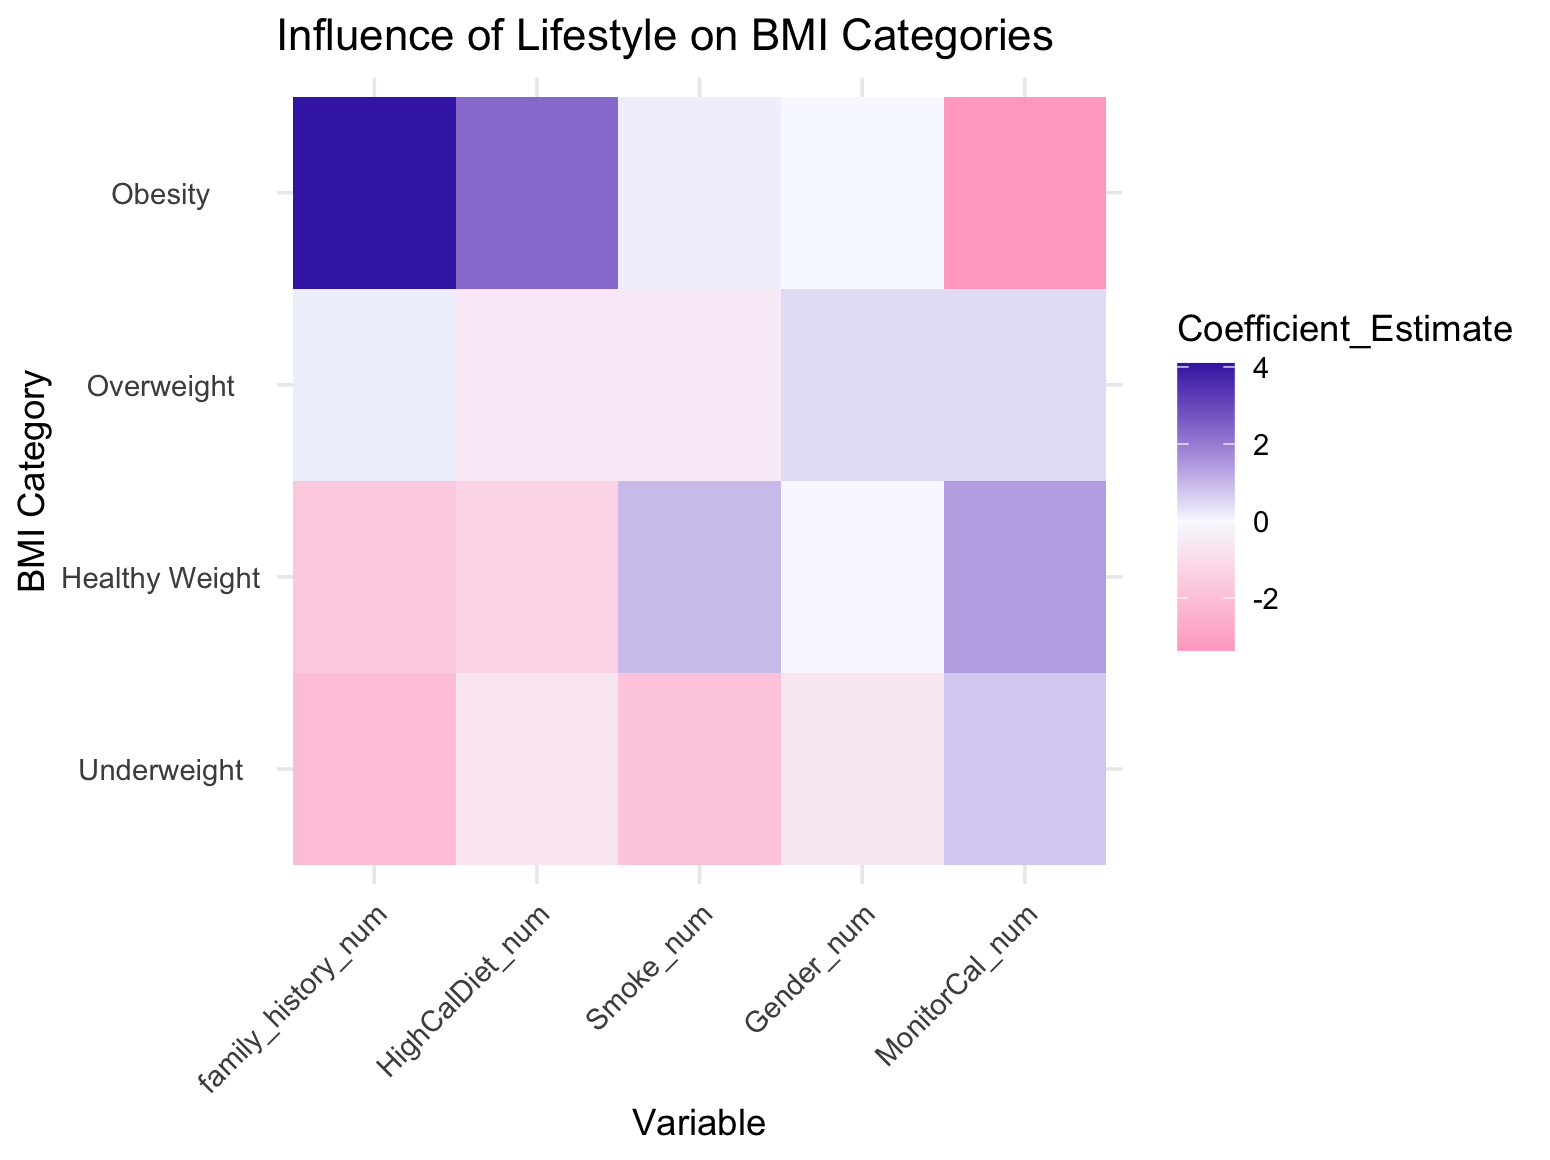 Influence of Lifestyle on BMI Categories
BMI Category
Obesity
Overweight
Healthy Weight
Underweight
family_history_num
HighCalDiet_num
Smoke_num
Gender_num
MonitorCal_num
Variable
Coefficient_Estimate
4
2
0
-2